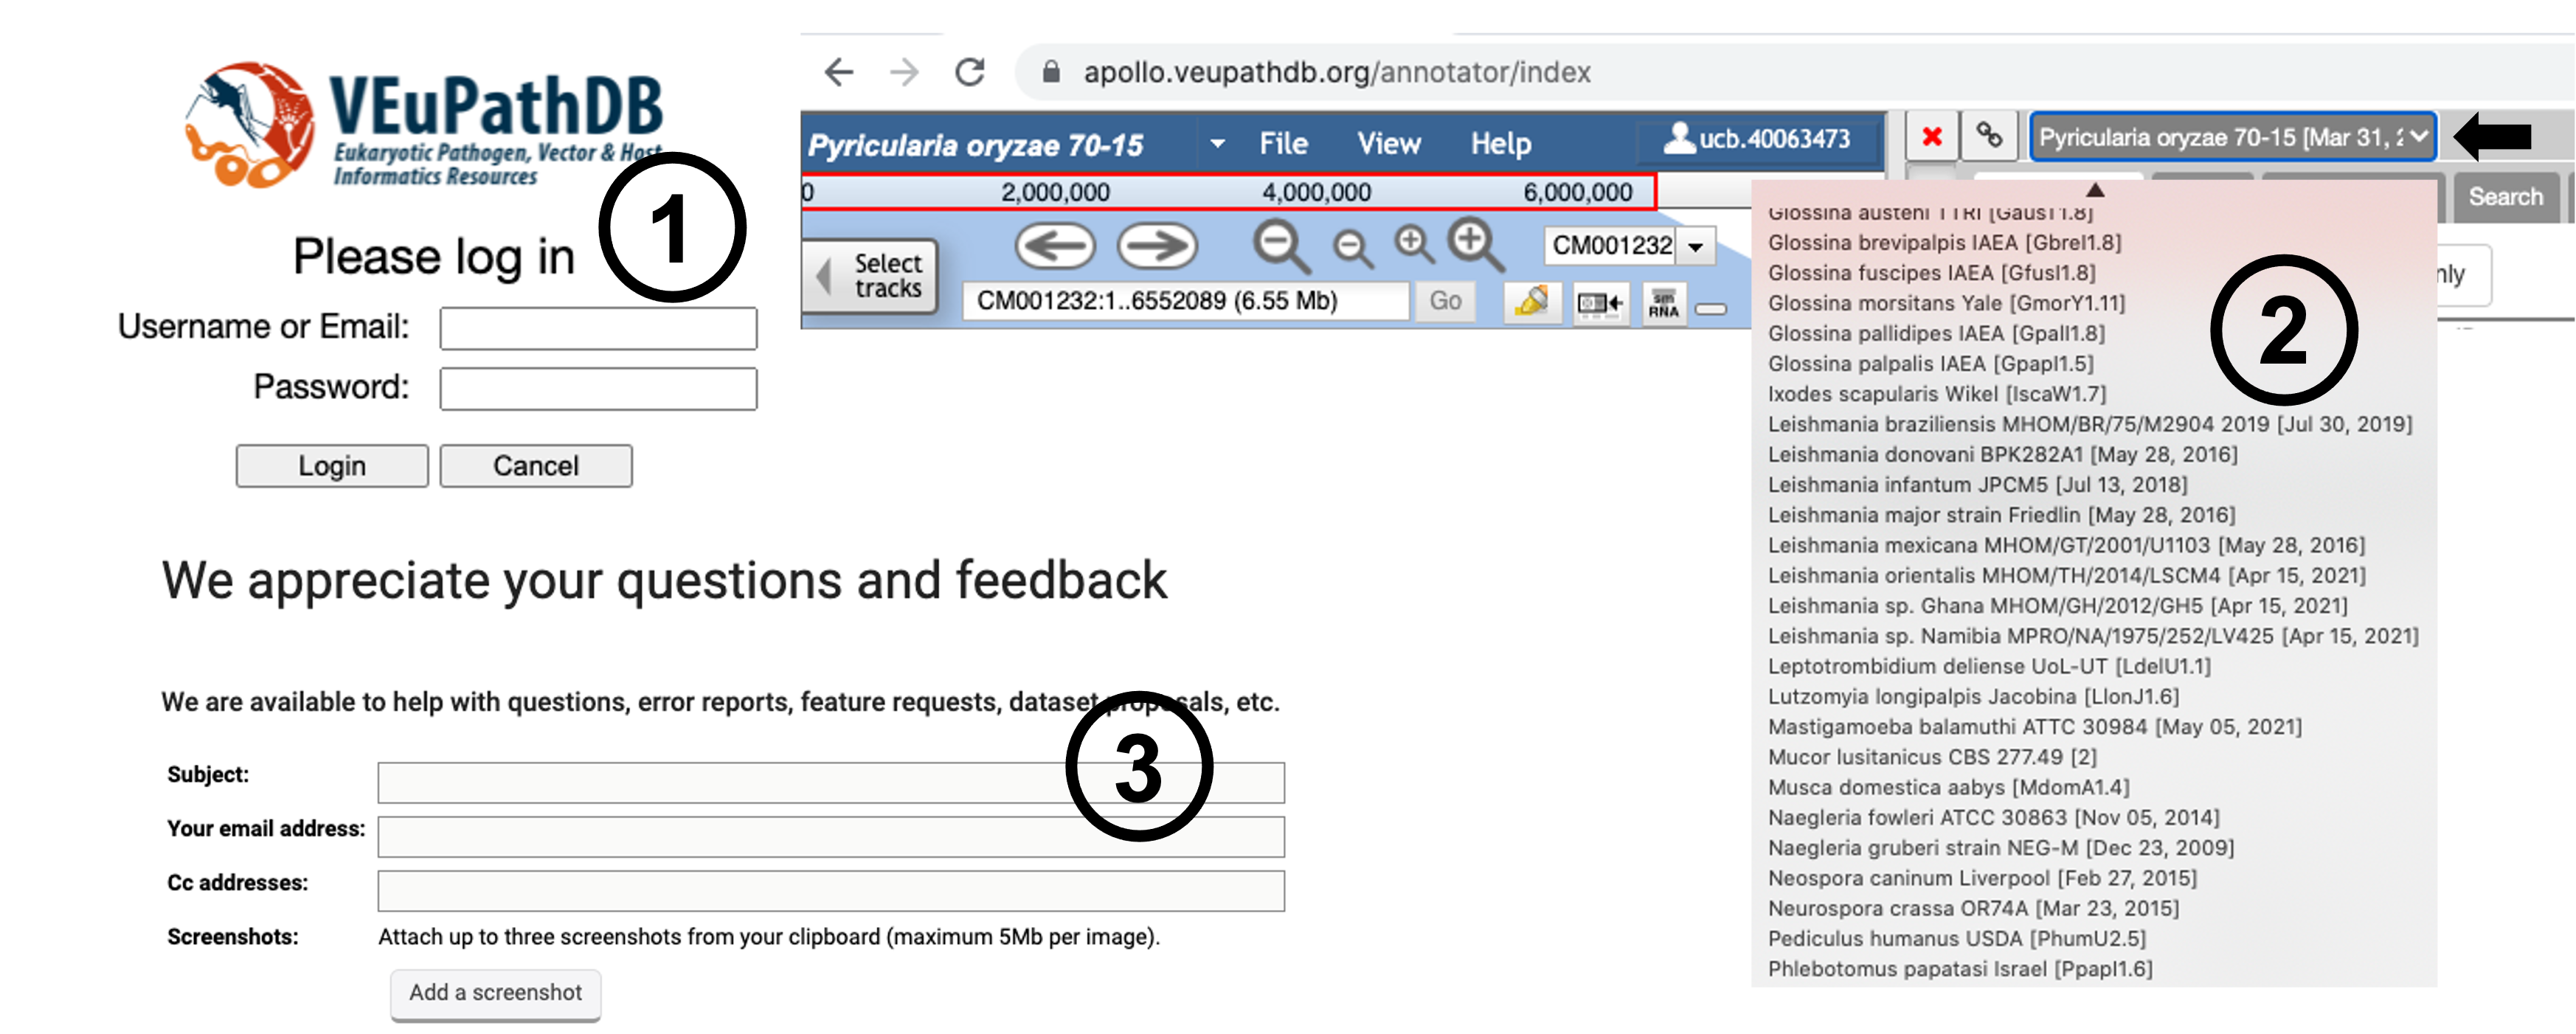 VEuPathDB
Eukaryotic Pathogen, Vector & Host
Informatics Resources
1
Please log in
Username or Email:
Password:
Login Cancel
apollo.veupathdb.org/annotator/index
Pyricularia oryzae 70-15 File View Help ucb.40063473
Pyricularia oryzae 70-15 [Mar 31, 2
0 2,000,000 4,000,000 6,000,000
Search
Select
tracks
CM001232
CM001232:1..6552089 (6.55 Mb) Go
sim
RNA
nly
2
Glossina austeni TTRI [GausT1.8]
Glossina brevipalpis IAEA [GbreI1.8]
Glossina fuscipes IAEA [GfusI1.8]
Glossina morsitans Yale [GmorY1.11]
Glossina pallidipes IAEA [GpalI1.8]
Glossina palpalis IAEA [GpapI1.5]
Ixodes scapularis Wikel [IscaW1.7]
Leishmania braziliensis MHOM/BR/75/M2904 2019 [Jul 30, 2019]
Leishmania donovani BPK282A1 [May 28, 2016]
Leishmania infantum JPCM5 [Jul 13, 2018]
Leishmania major strain Friedlin [May 28, 2016]
Leishmania mexicana MHOM/GT/2001/U1103 [May 28, 2016]
Leishmania orientalis MHOM/TH/2014/LSCM4 [Apr 15, 2021]
Leishmania sp. Ghana MHOM/GH/2012/GH5 [Apr 15, 2021]
Leishmania sp. Namibia MPRO/NA/1975/252/LV425 [Apr 15, 2021]
Leptotrombidium deliense UoL-UT [LdelU1.1]
Lutzomyia longipalpis Jacobina [LlonJ1.6]
Mastigamoeba balamuthi ATTC 30984 [May 05, 2021]
Mucor lusitanicus CBS 277.49 [2]
Musca domestica aabys [MdomA1.4]
Naegleria fowleri ATCC 30863 [Nov 05, 2014]
Naegleria gruberi strain NEG-M [Dec 23, 2009]
Neospora caninum Liverpool [Feb 27, 2015]
Neurospora crassa OR74A [Mar 23, 2015]
Pediculus humanus USDA [PhumU2.5]
Phlebotomus papatasi Israel [PpapI1.6]
We appreciate your questions and feedback
We are available to help with questions, error reports, feature requests, dataset proposals, etc.
3
Subject:
Your email address:
Cc addresses:
Screenshots: Attach up to three screenshots from your clipboard (maximum 5Mb per image).
Add a screenshot